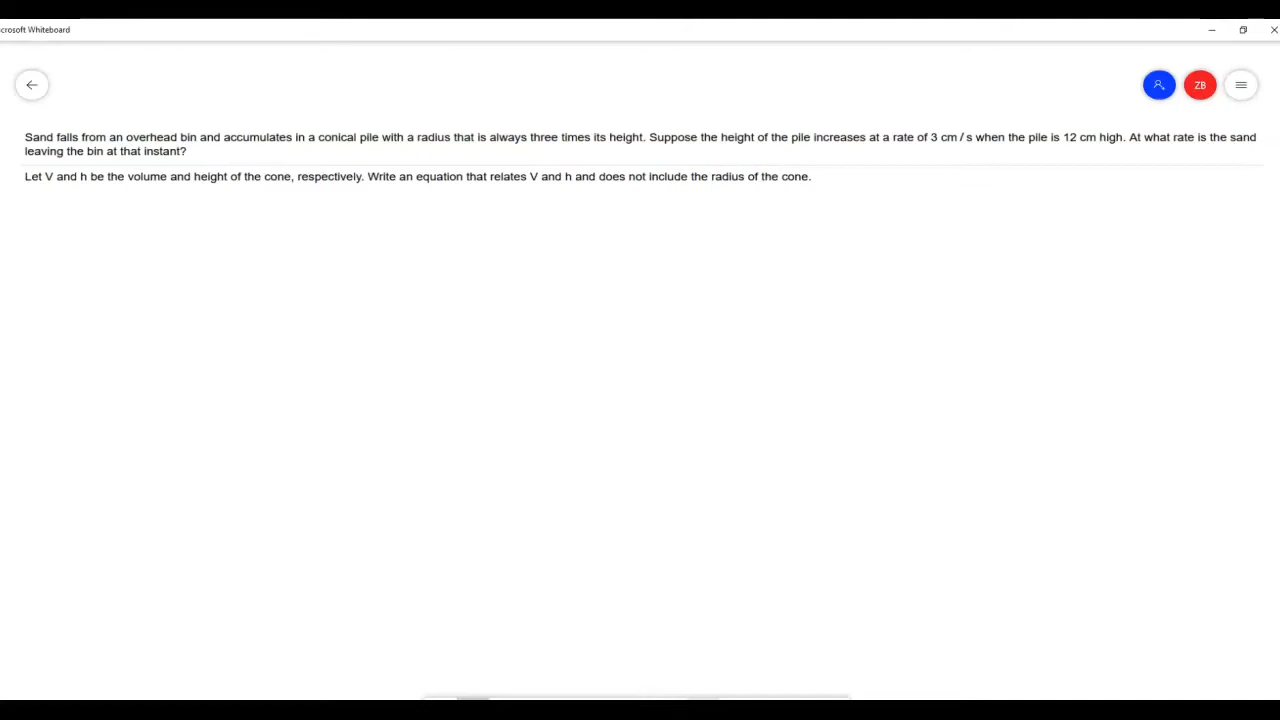 crosoft Whiteboard
ZB
Sand falls from an overhead bin and accumulates in a conical pile with a radius that is always three times its height. Suppose the height of the pile increases at a rate of 3 cm / s when the pile is 12 cm high. At what rate is the sand
leaving the bin at that instant?
Let V and h be the volume and height of the cone, respectively. Write an equation that relates V and h and does not include the radius of the cone.